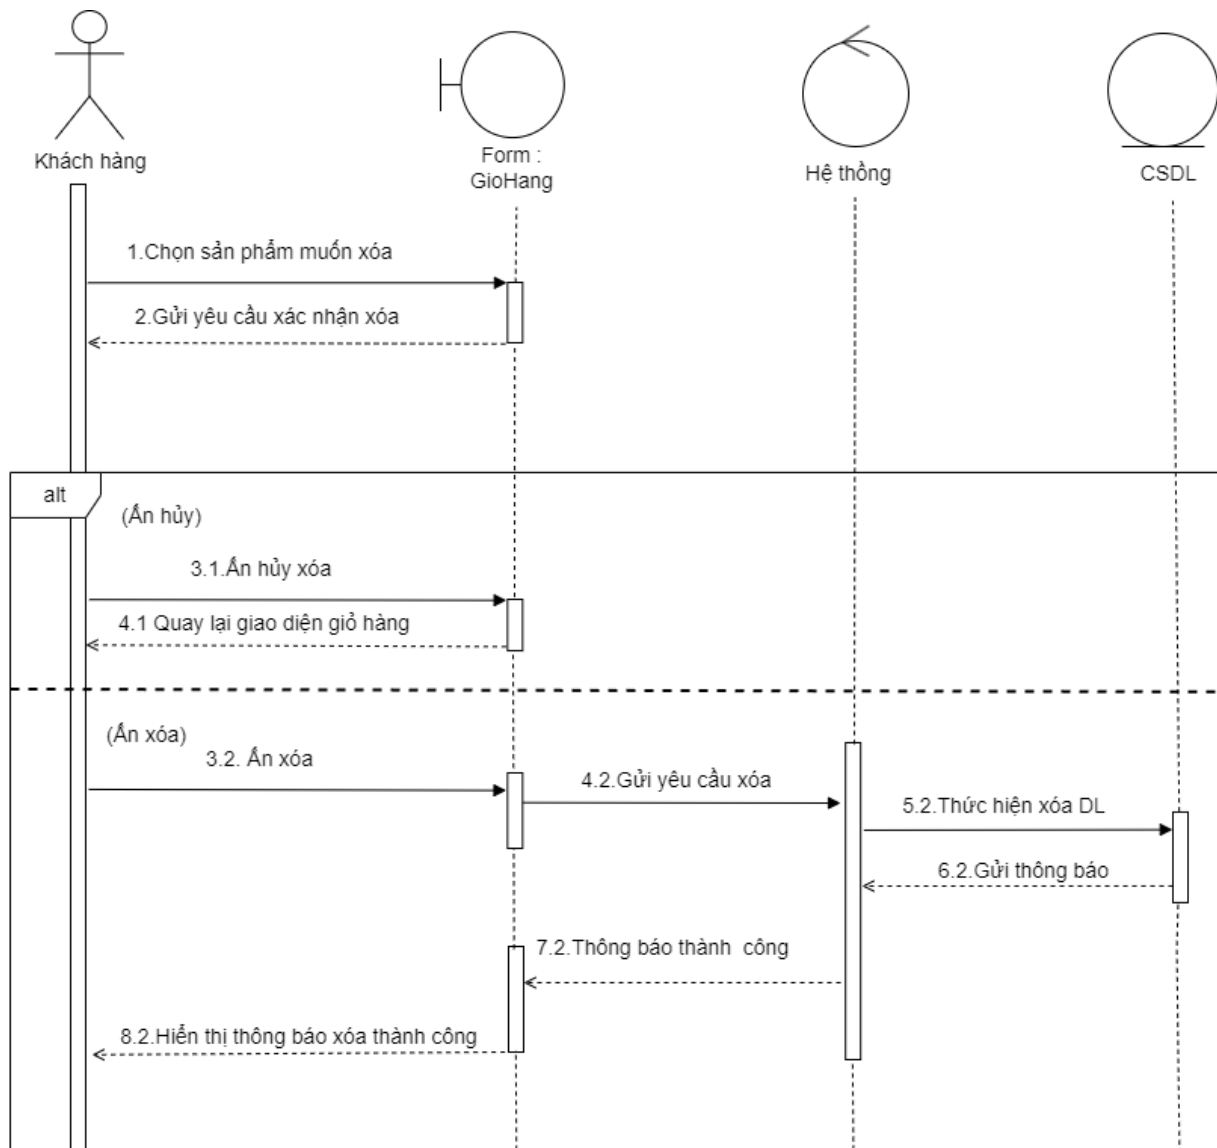 Khách hàng
Form :
GioHang
Hệ thồng
CSDL
1.Chọn sản phẩm muốn xóa
2.Gửi yêu cầu xác nhận xóa
alt
(Ấn hủy)
3.1.Ấn hủy xóa
4.1 Quay lại giao diện giỏ hàng
(Ấn xóa)
3.2. Ấn xóa
4.2.Gửi yêu cầu xóa
5.2.Thức hiện xóa DL
6.2.Gửi thông báo
7.2.Thông báo thành  công
8.2.Hiển thị thông báo xóa thành công